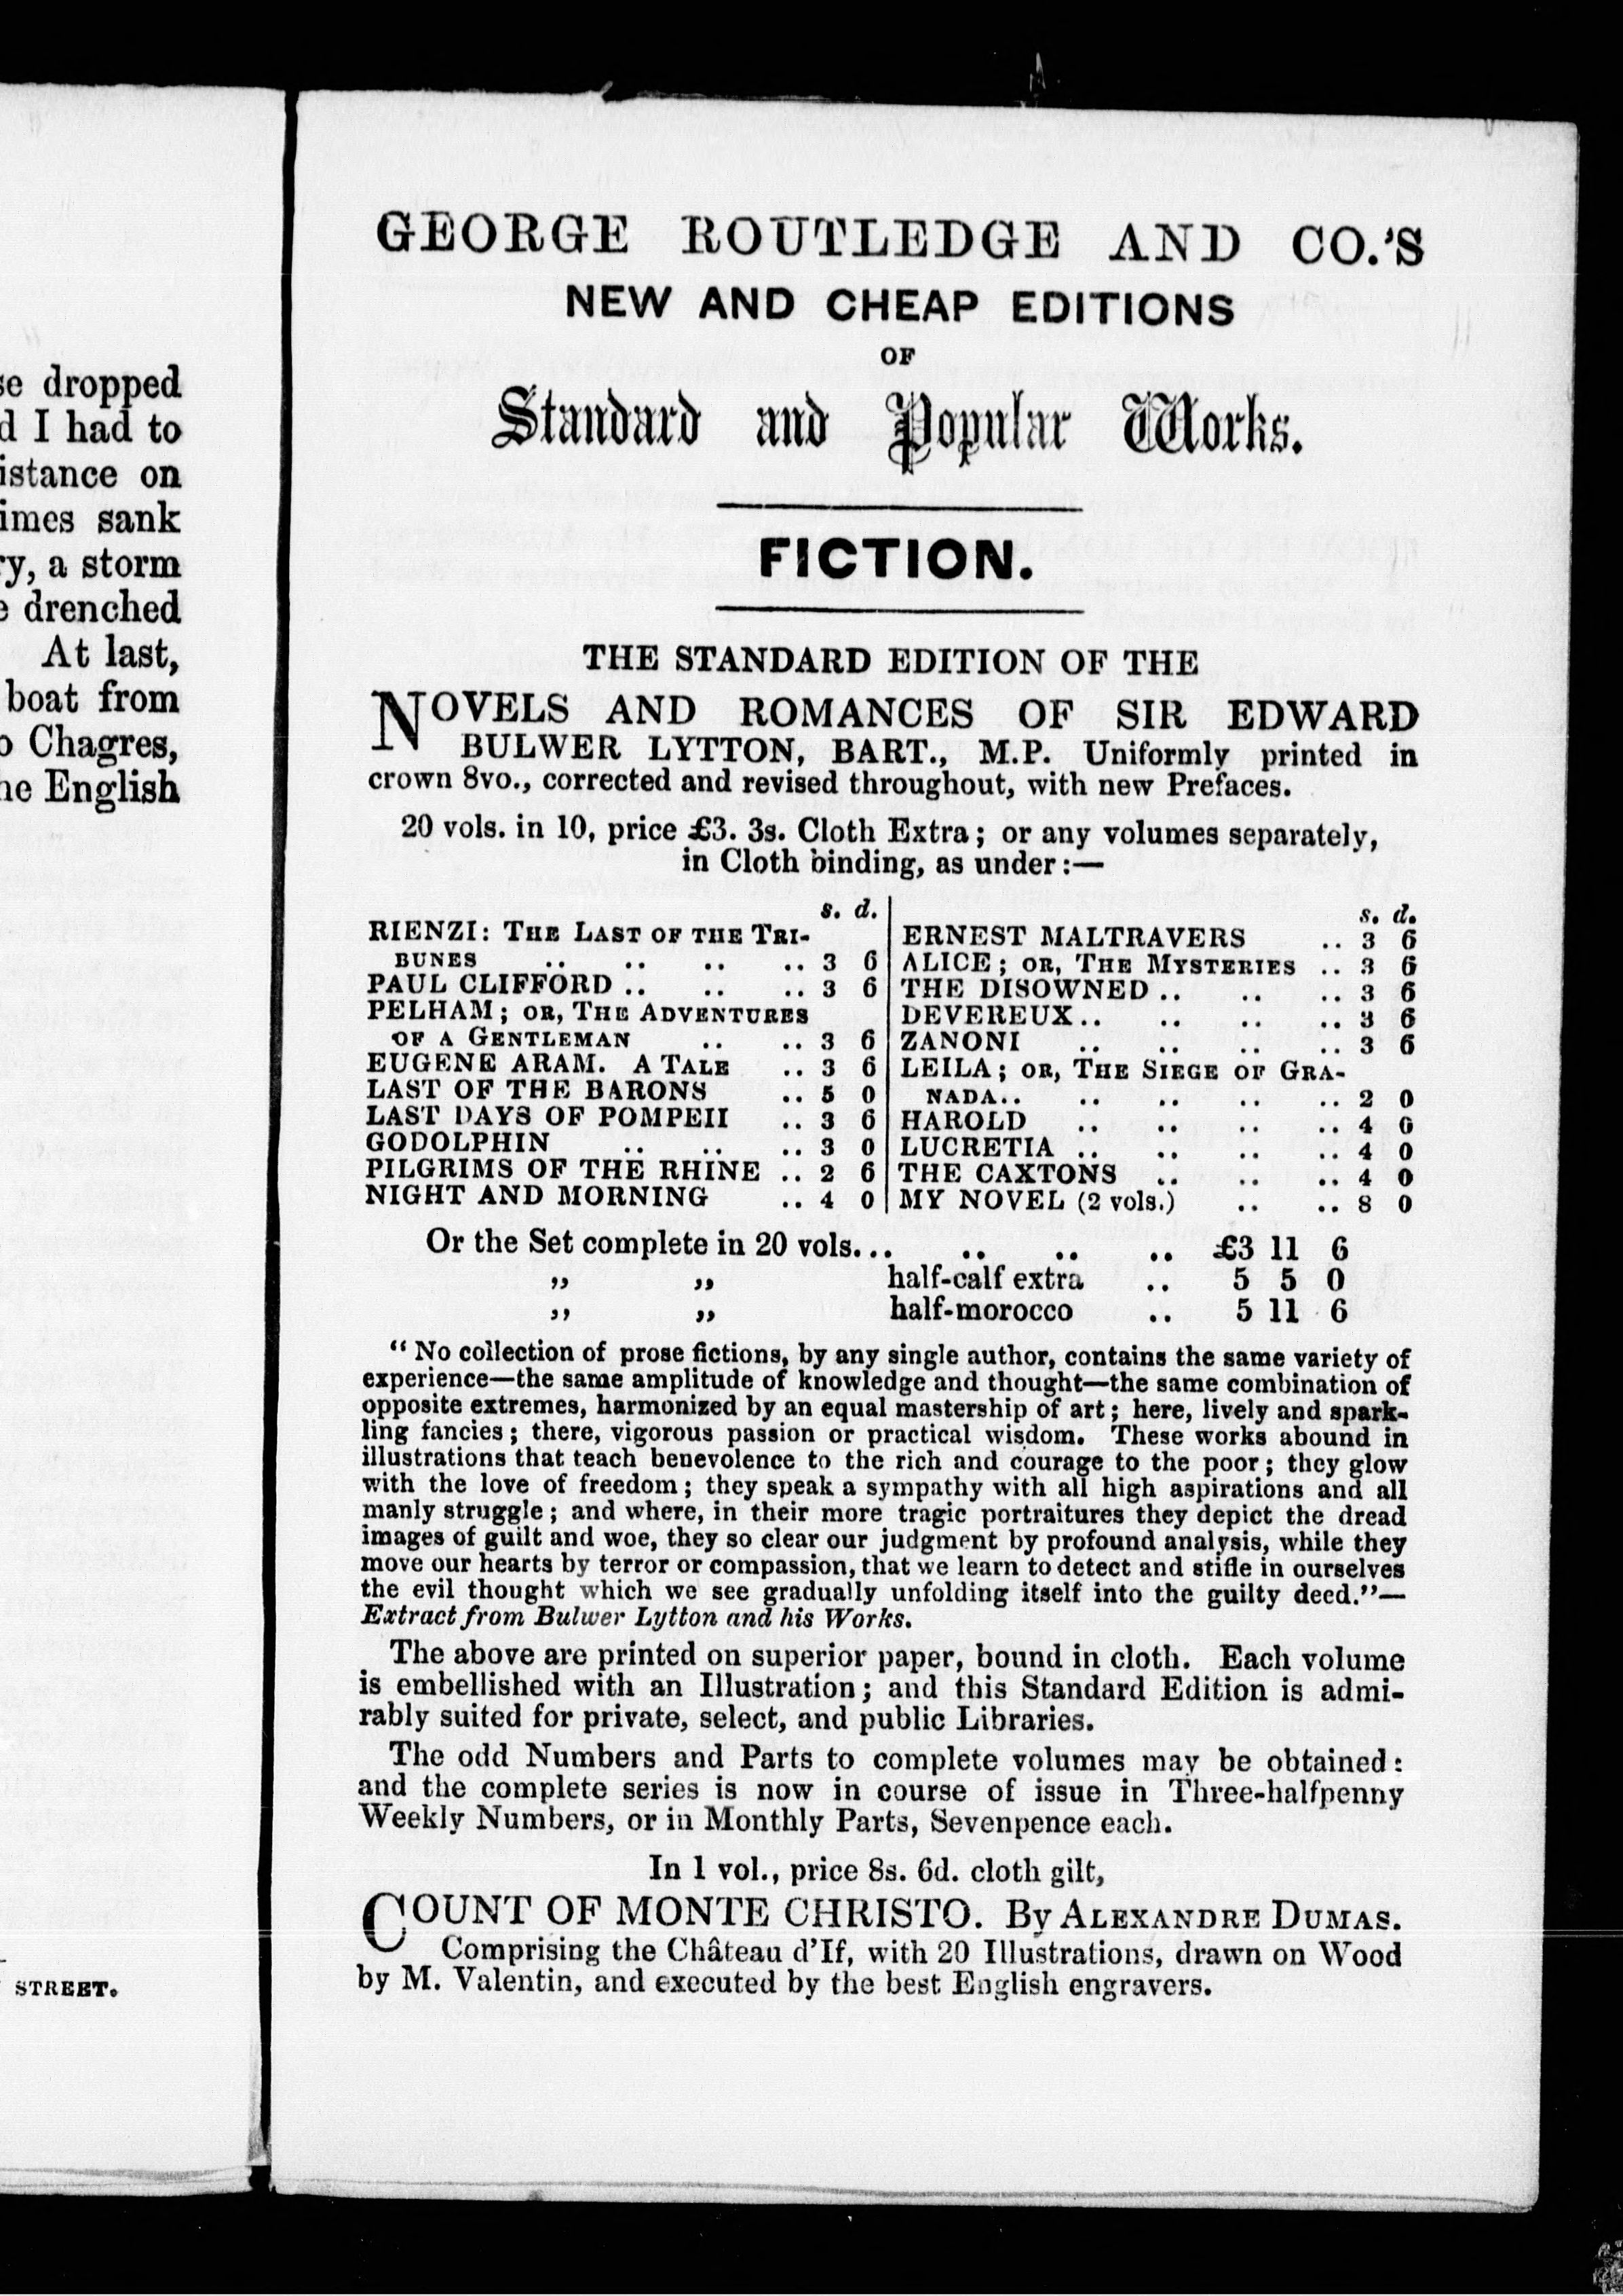 se dropped
d I had to
istance on
imes sank
ry, a storm
e drenched
At last,
boat from
o Chagres,
he English
STREET.
GEORGE ROUTLEDGE AND CO.'S
NEW AND CHEAP EDITIONS
OF
Standard and Popular Works.
FICTION.
THE STANDARD EDITION OF THE
NOVELS AND ROMANCES OF SIR EDWARD
BULWER LYTTON, BART., M.P. Uniformly printed in
crown 8vo., corrected and revised throughout, with new Prefaces.
20 vols. in 10, price £3. 3s. Cloth Extra; or any volumes separately,
in Cloth binding, as under:—
s. d.
RIENZI: THE LAST OF THE TRI-
BUNES .. .. .. .. 3 6
PAUL CLIFFORD .. .. .. 3 6
PELHAM; OR, THE ADVENTURES
OF A GENTLEMAN .. .. 3 6
EUGENE ARAM. A TALE .. 3 6
LAST OF THE BARONS .. 5 0
LAST DAYS OF POMPEII .. 3 6
GODOLPHIN .. .. .. 3 0
PILGRIMS OF THE RHINE .. 2 6
NIGHT AND MORNING .. 4 0
s. d.
ERNEST MALTRAVERS .. 3 6
ALICE; OR, THE MYSTERIES .. 3 6
THE DISOWNED .. .. .. 3 6
DEVEREUX .. .. .. .. 3 6
ZANONI .. .. .. .. 3 6
LEILA; OR, THE SIEGE OF GRA-
NADA .. .. .. .. .. 2 0
HAROLD .. .. .. .. 4 0
LUCRETIA .. .. .. .. 4 0
THE CAXTONS .. .. .. 4 0
MY NOVEL (2 vols.) .. .. 8 0
Or the Set complete in 20 vols... .. .. .. £3 11 6
„ „ half-calf extra .. 5 5 0
„ „ half-morocco .. 5 11 6
"No collection of prose fictions, by any single author, contains the same variety of
experience—the same amplitude of knowledge and thought—the same combination of
opposite extremes, harmonized by an equal mastership of art; here, lively and spark-
ling fancies; there, vigorous passion or practical wisdom. These works abound in
illustrations that teach benevolence to the rich and courage to the poor; they glow
with the love of freedom; they speak a sympathy with all high aspirations and all
manly struggle; and where, in their more tragic portraitures they depict the dread
images of guilt and woe, they so clear our judgment by profound analysis, while they
move our hearts by terror or compassion, that we learn to detect and stifle in ourselves
the evil thought which we see gradually unfolding itself into the guilty deed."—
Extract from Bulwer Lytton and his Works.
The above are printed on superior paper, bound in cloth. Each volume
is embellished with an Illustration; and this Standard Edition is admi-
rably suited for private, select, and public Libraries.
The odd Numbers and Parts to complete volumes may be obtained:
and the complete series is now in course of issue in Three-halfpenny
Weekly Numbers, or in Monthly Parts, Sevenpence each.
In 1 vol., price 8s. 6d. cloth gilt,
COUNT OF MONTE CHRISTO. By ALEXANDRE DUMAS.
Comprising the Château d'If, with 20 Illustrations, drawn on Wood
by M. Valentin, and executed by the best English engravers.